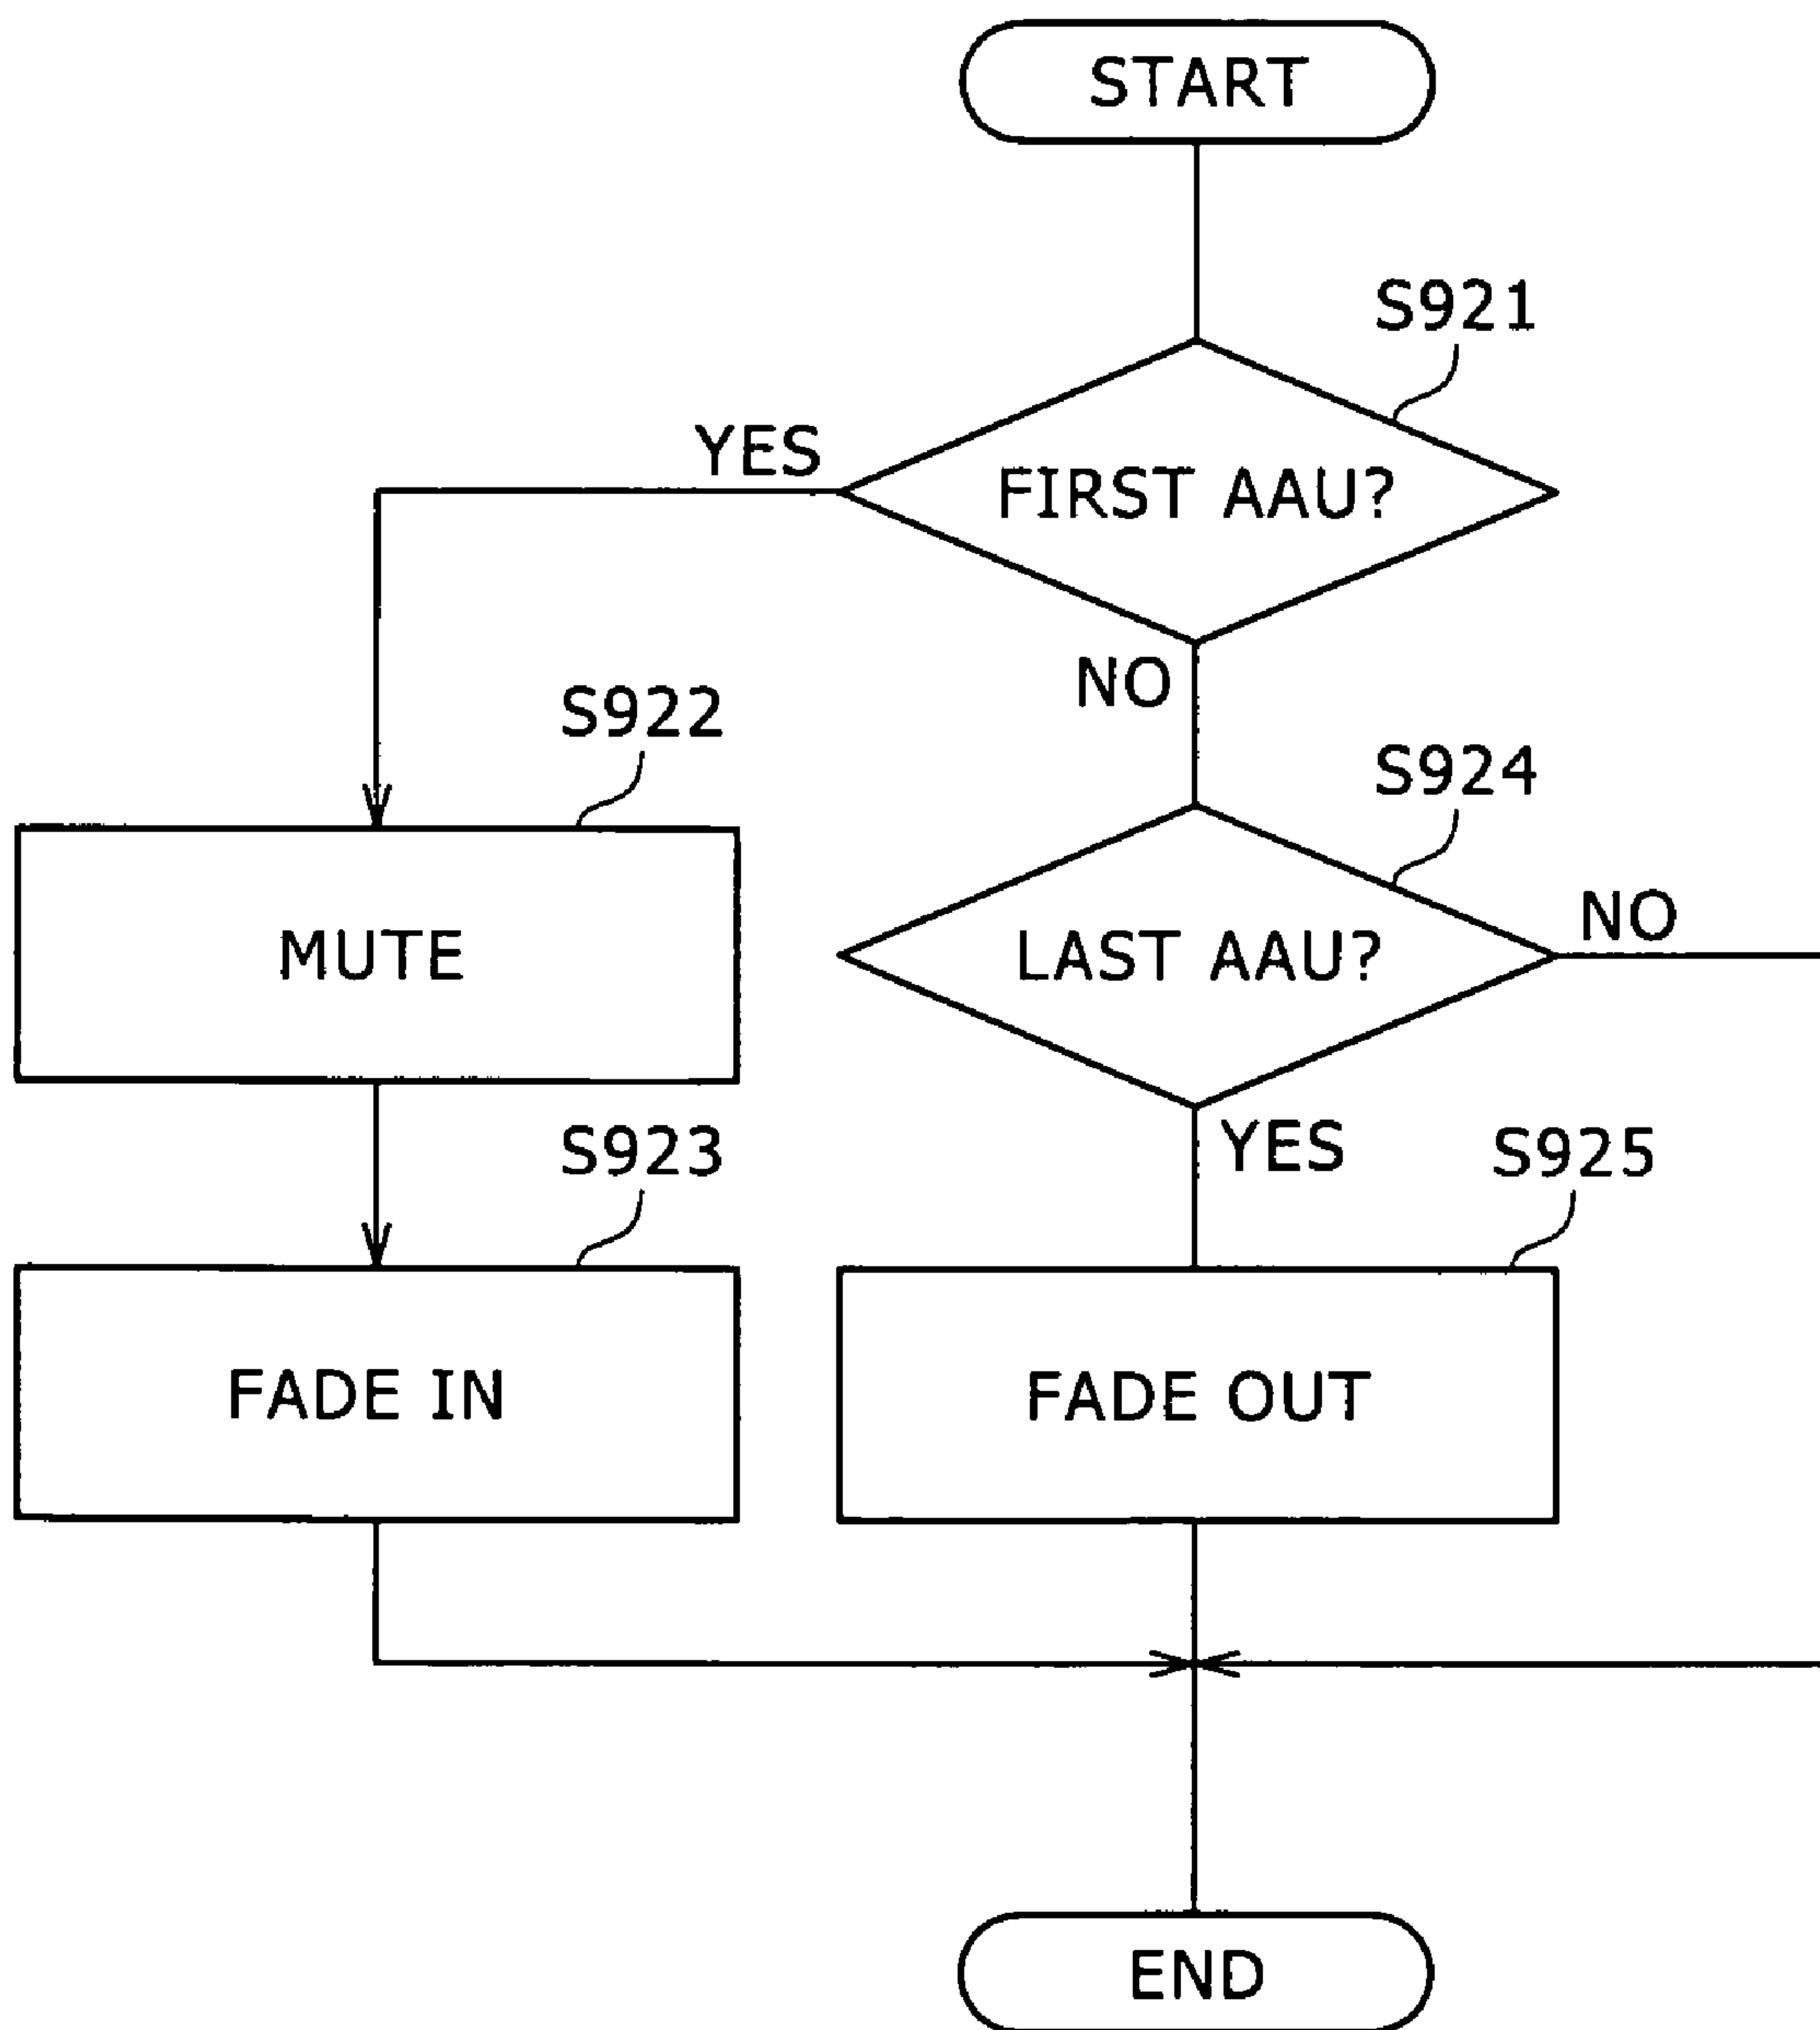 START
S921
YES
FIRST AAU?
NO
S922
S924
NO
MUTE
LAST AAU?
S923
YES
S925
FADE IN
FADE OUT
END